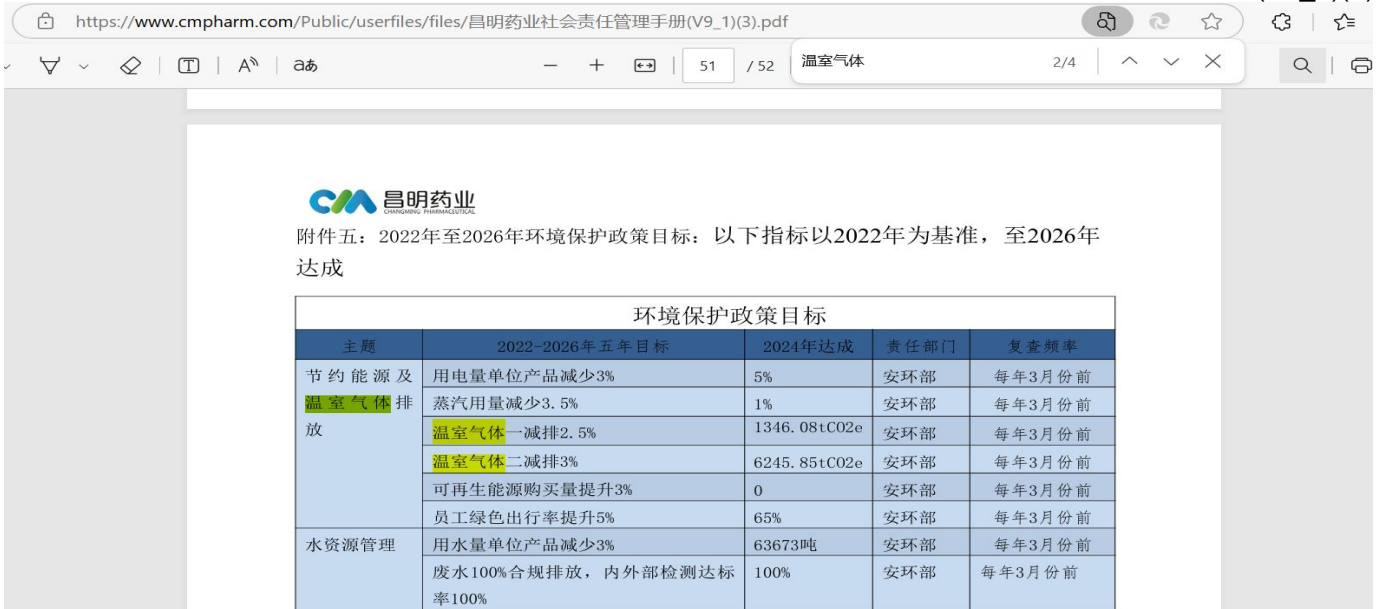 https://www.cmpharm.com/Public/userfiles/files/昌明药业社会责任管理手册(V9_1)(3).pdf
aあ
51 / 52
温室气体
2/4
CM 昌明药业
CHANGMING PHARMACEUTICAL
附件五：2022年至2026年环境保护政策目标：以下指标以2022年为基准，至2026年
达成
环境保护政策目标
主题 2022-2026年五年目标 2024年达成 责任部门 复查频率
节约能源及 用电量单位产品减少3% 5% 安环部 每年3月份前
温室气体排 蒸汽用量减少3.5% 1% 安环部 每年3月份前
放 温室气体一减排2.5% 1346.08tCO2e 安环部 每年3月份前
温室气体二减排3% 6245.85tCO2e 安环部 每年3月份前
可再生能源购买量提升3% 0 安环部 每年3月份前
员工绿色出行率提升5% 65% 安环部 每年3月份前
水资源管理 用水量单位产品减少3% 63673吨 安环部 每年3月份前
废水100%合规排放，内外部检测达标 100% 安环部 每年3月份前
率100%